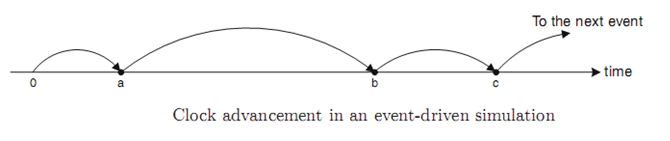 To the next event
time
0
a
b
c
Clock advancement in an event-driven simulation